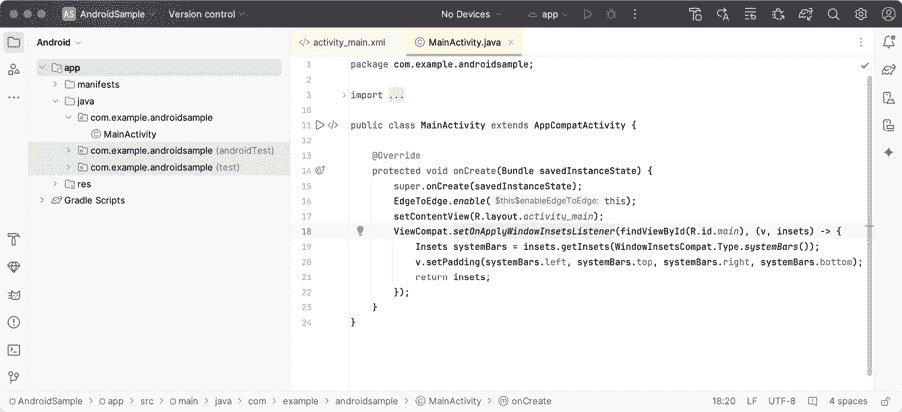 AS AndroidSample Version control No Devices app
Android
app
manifests
java
com.example.androidsample
MainActivity
com.example.androidsample (androidTest)
com.example.androidsample (test)
res
Gradle Scripts
</> activity_main.xml MainActivity.java
1 package com.example.androidsample;
2
3 import ...
10
11 public class MainActivity extends AppCompatActivity {
12
13 @Override
14 protected void onCreate(Bundle savedInstanceState) {
15 super.onCreate(savedInstanceState);
16 EdgeToEdge.enable( $this$enableEdgeToEdge: this);
17 setContentView(R.layout.activity_main);
18 ViewCompat.setOnApplyWindowInsetsListener(findViewById(R.id.main), (v, insets) -> {
19 Insets systemBars = insets.getInsets(WindowInsetsCompat.Type.systemBars());
20 v.setPadding(systemBars.left, systemBars.top, systemBars.right, systemBars.bottom);
21 return insets;
22 });
23 }
24 }
AndroidSample > app > src > main > java > com > example > androidsample > MainActivity > onCreate 18:20 LF UTF-8 4 spaces